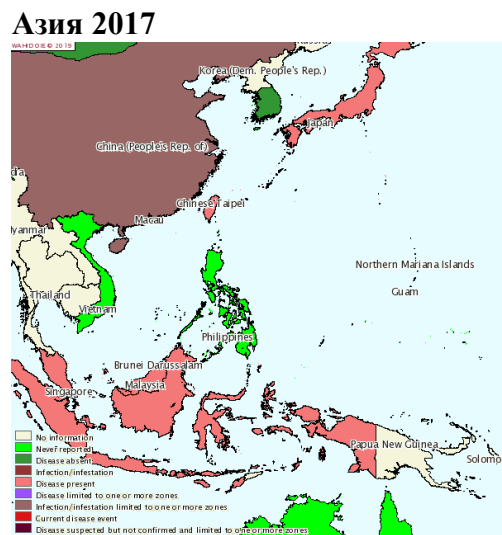 Азия 2017
WAHID OIE © 2019
Korea (Dem. People's Rep.)
Japan
China (People's Rep. of)
Chinese Taipei
Macau
Northern Mariana Islands
Guam
Thailand
Vietnam
Philippines
Brunei Darussalam
Malaysia
Singapore
Papua New Guinea
Solomo
No information
Never reported
Disease absent
Infection/infestation
Disease present
Disease limited to one or more zones
Infection/infestation limited to one or more zones
Current disease event
Disease suspected but not confirmed and limited to one or more zones